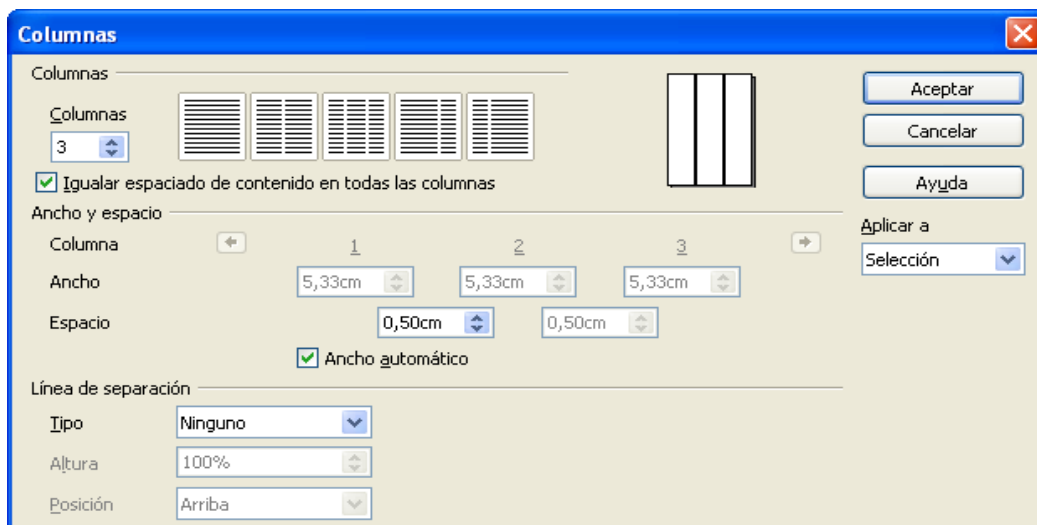 Columnas
Columnas
Aceptar
Columnas
3
Cancelar
Igualar espaciado de contenido en todas las columnas
Ayuda
Ancho y espacio
Aplicar a
Columna 1 2 3
Selección
Ancho 5,33cm 5,33cm 5,33cm
Espacio 0,50cm 0,50cm
Ancho automático
Línea de separación
Tipo Ninguno
Altura 100%
Posición Arriba